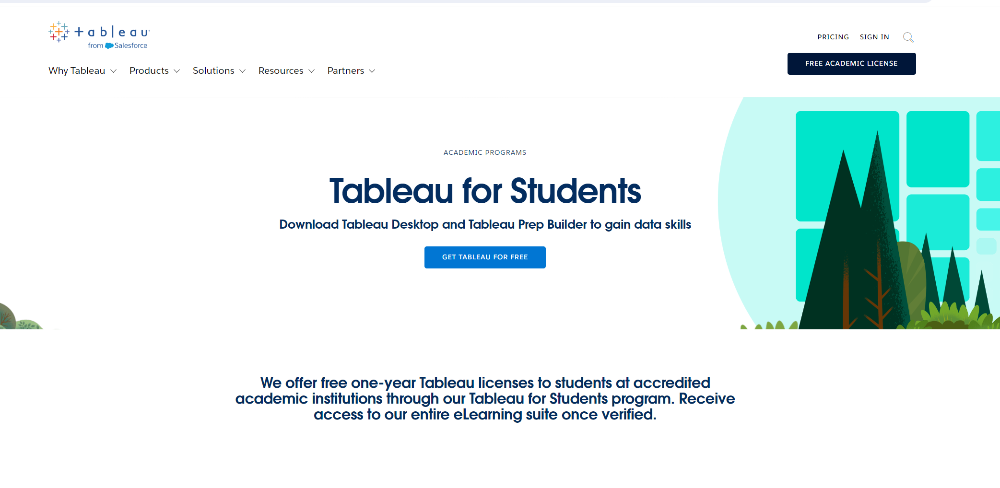 tableau
from Salesforce
PRICING
SIGN IN
FREE ACADEMIC LICENSE
Why Tableau
Products
Solutions
Resources
Partners
ACADEMIC PROGRAMS
Tableau for Students
Download Tableau Desktop and Tableau Prep Builder to gain data skills
GET TABLEAU FOR FREE
We offer free one-year Tableau licenses to students at accredited
academic institutions through our Tableau for Students program. Receive
access to our entire eLearning suite once verified.